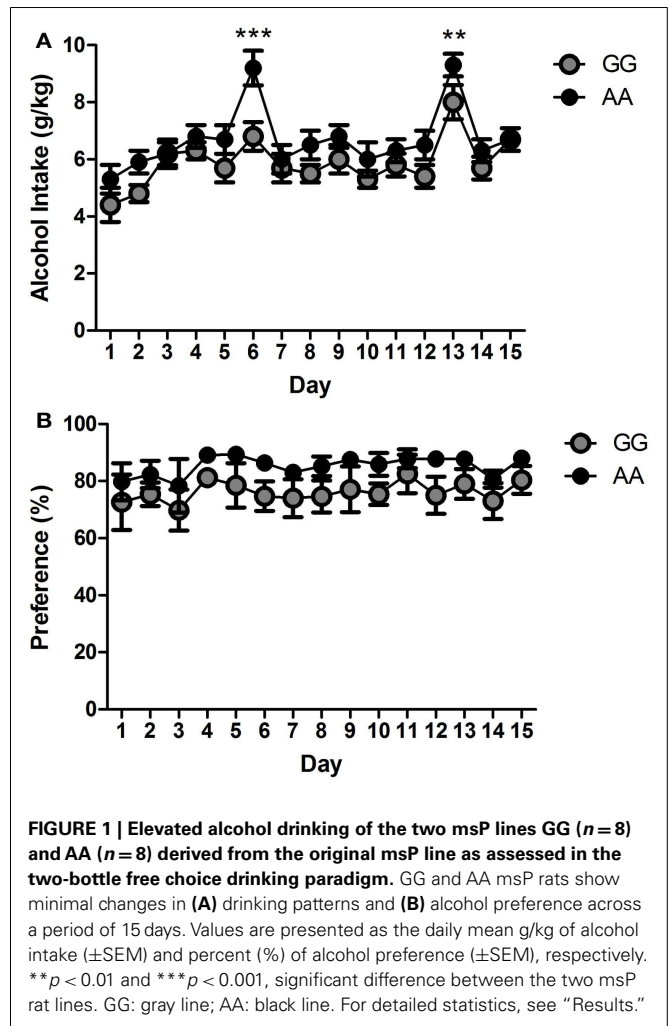 A
*** **
10
8
6
4
2
0
Alcohol Intake (g/kg)
GG
AA
1 2 3 4 5 6 7 8 9 10 11 12 13 14 15
Day
B
100
80
60
40
20
0
Preference (%)
GG
AA
1 2 3 4 5 6 7 8 9 10 11 12 13 14 15
Day
FIGURE 1 | Elevated alcohol drinking of the two msP lines GG (n = 8)
and AA (n = 8) derived from the original msP line as assessed in the
two-bottle free choice drinking paradigm. GG and AA msP rats show
minimal changes in (A) drinking patterns and (B) alcohol preference across
a period of 15 days. Values are presented as the daily mean g/kg of alcohol
intake (±SEM) and percent (%) of alcohol preference (±SEM), respectively.
**p < 0.01 and ***p < 0.001, significant difference between the two msP
rat lines. GG: gray line; AA: black line. For detailed statistics, see “Results.”